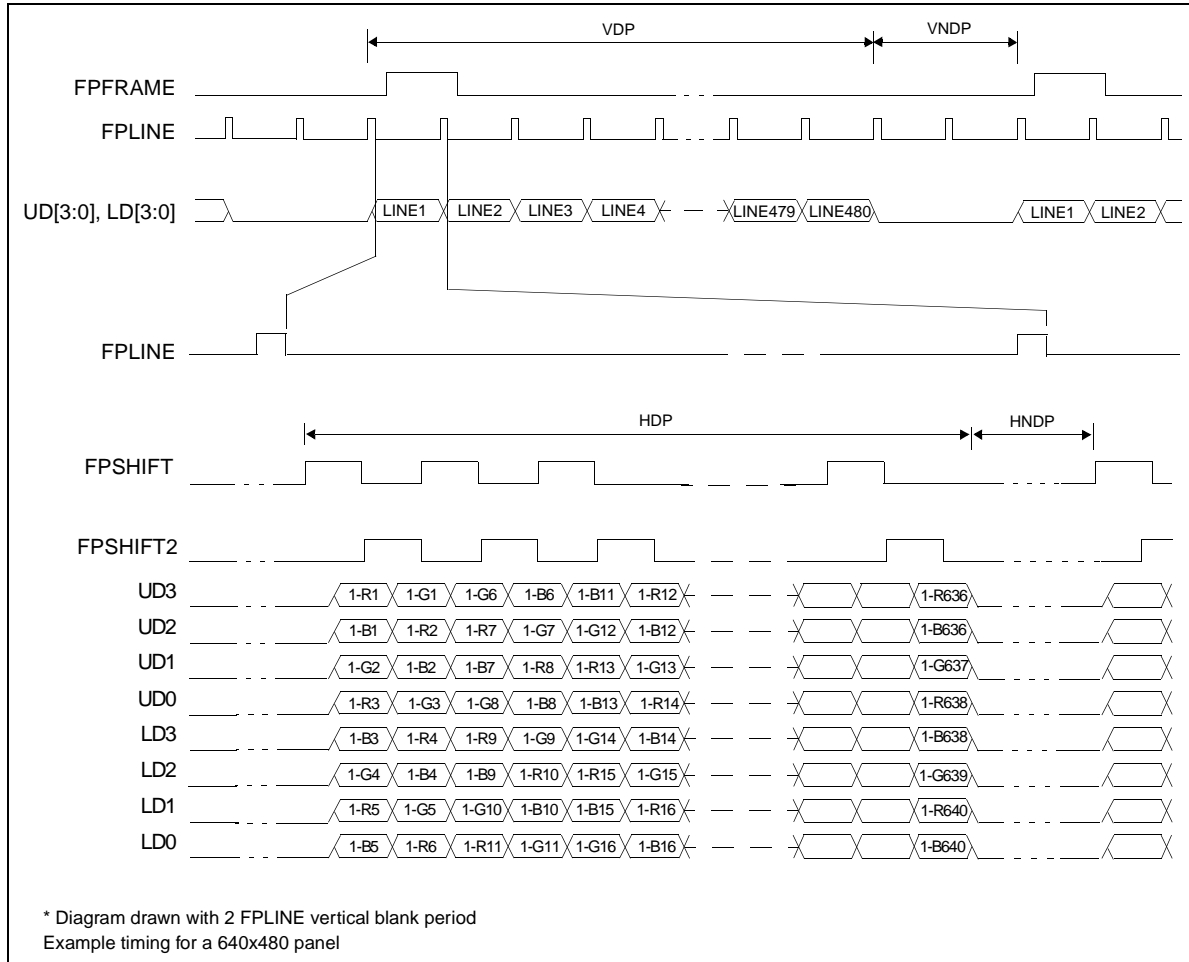 VDP VNDP
FPFRAME
FPLINE
UD[3:0], LD[3:0] LINE1 LINE2 LINE3 LINE4 LINE479 LINE480 LINE1 LINE2
FPLINE
HDP HNDP
FPSHIFT
FPSHIFT2
UD3 1-R1 1-G1 1-G6 1-B6 1-B11 1-R12 1-R636
UD2 1-B1 1-R2 1-R7 1-G7 1-G12 1-B12 1-B636
UD1 1-G2 1-B2 1-B7 1-R8 1-R13 1-G13 1-G637
UD0 1-R3 1-G3 1-G8 1-B8 1-B13 1-R14 1-R638
LD3 1-B3 1-R4 1-R9 1-G9 1-G14 1-B14 1-B638
LD2 1-G4 1-B4 1-B9 1-R10 1-R15 1-G15 1-G639
LD1 1-R5 1-G5 1-G10 1-B10 1-B15 1-R16 1-R640
LD0 1-B5 1-R6 1-R11 1-G11 1-G16 1-B16 1-B640
* Diagram drawn with 2 FPLINE vertical blank period
Example timing for a 640x480 panel